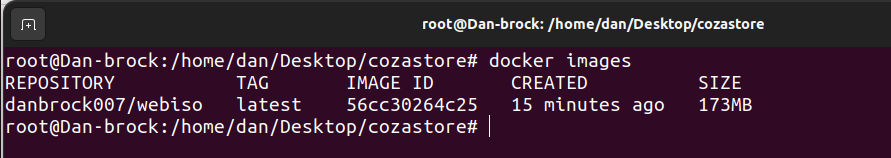 root@Dan-brock: /home/dan/Desktop/cozastore
root@Dan-brock:/home/dan/Desktop/cozastore# docker images
REPOSITORY TAG IMAGE ID CREATED SIZE
danbrock007/webiso latest 56cc30264c25 15 minutes ago 173MB
root@Dan-brock:/home/dan/Desktop/cozastore#